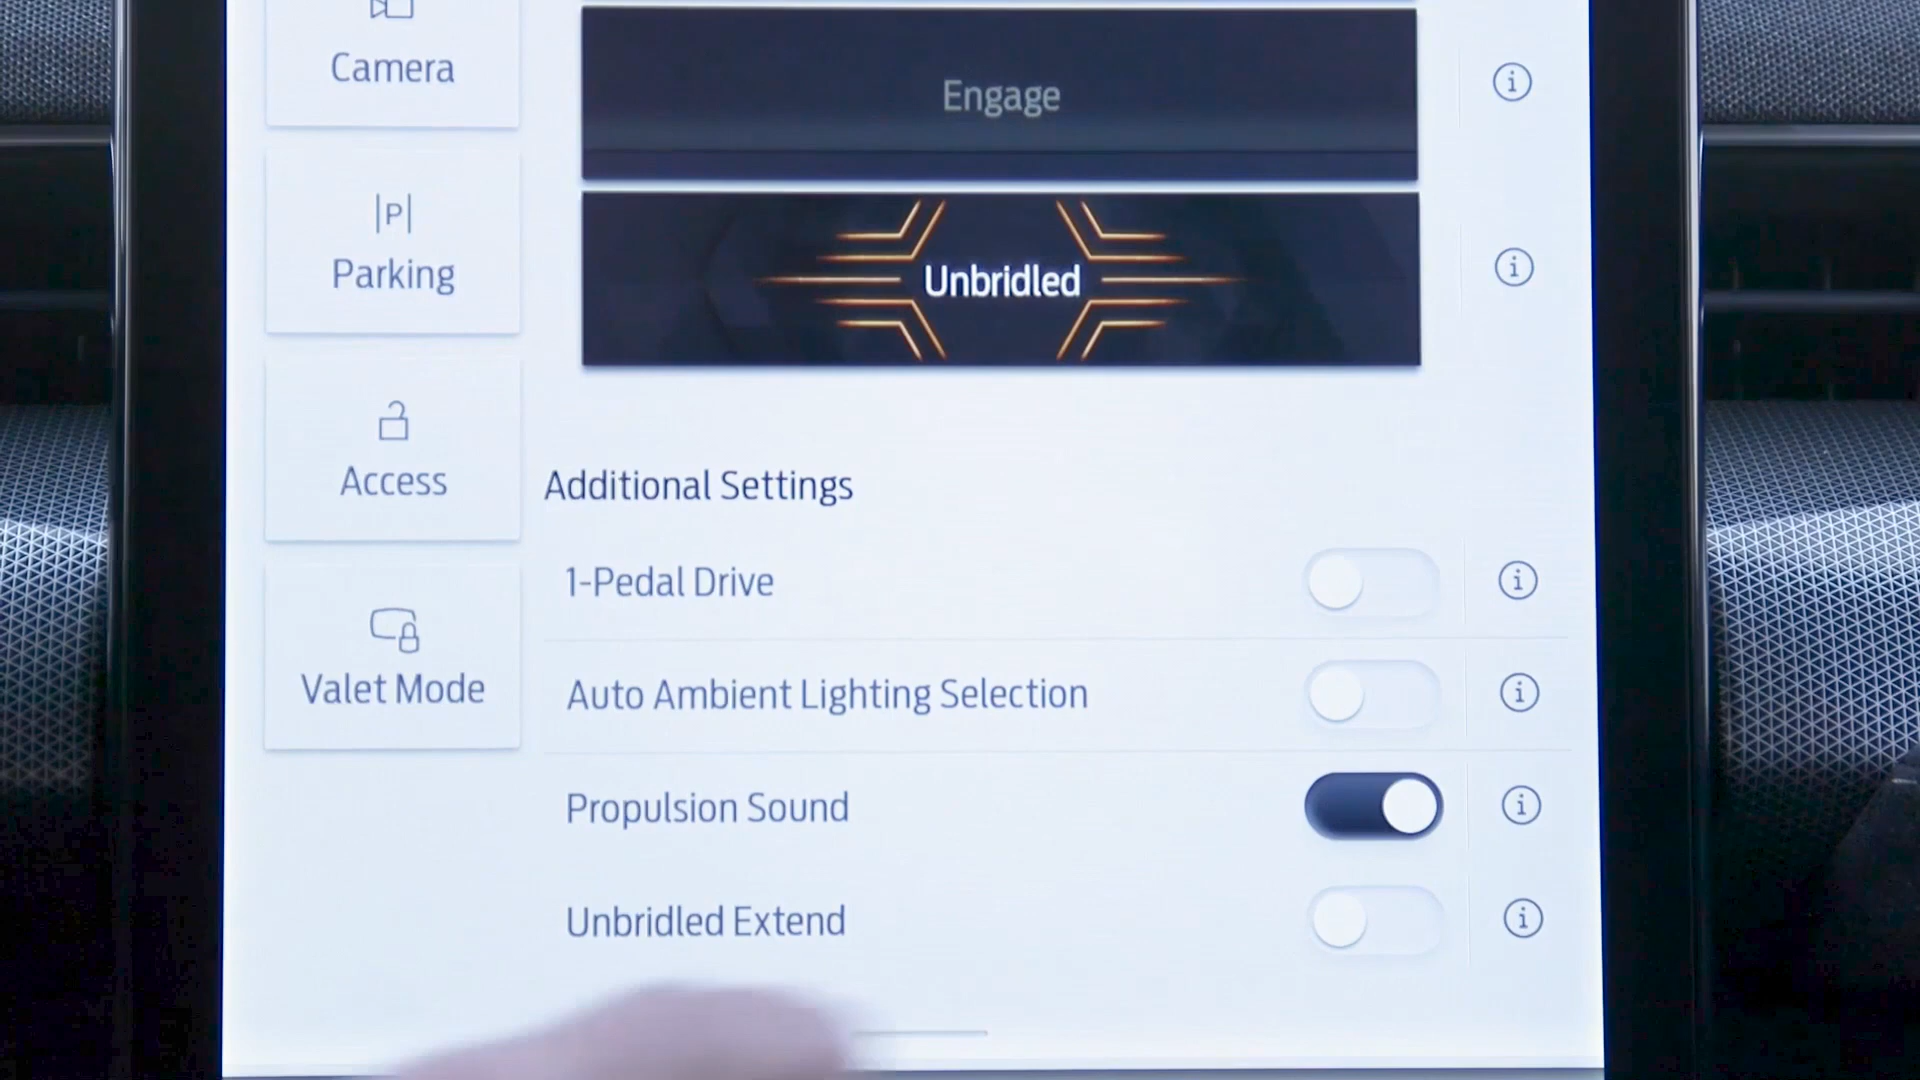 Camera
|P|
Parking
Access
Valet Mode
Engage
Unbridled
Additional Settings
1-Pedal Drive
Auto Ambient Lighting Selection
Propulsion Sound
Unbridled Extend